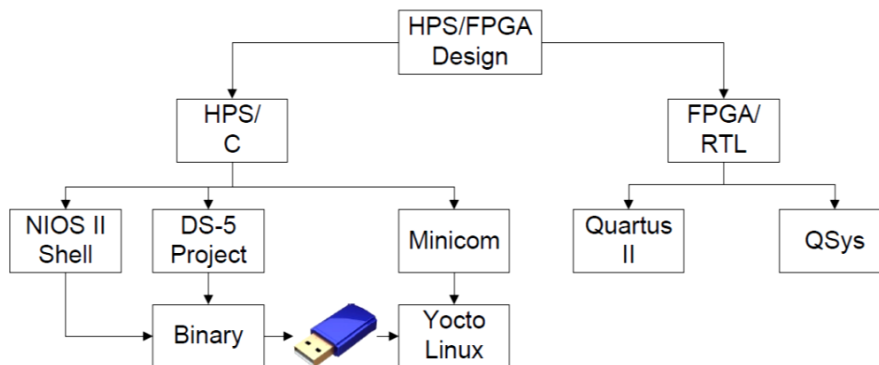 HPS/FPGA
Design
HPS/
C
FPGA/
RTL
NIOS II
Shell
DS-5
Project
Minicom
Quartus
II
QSys
Binary
Yocto
Linux